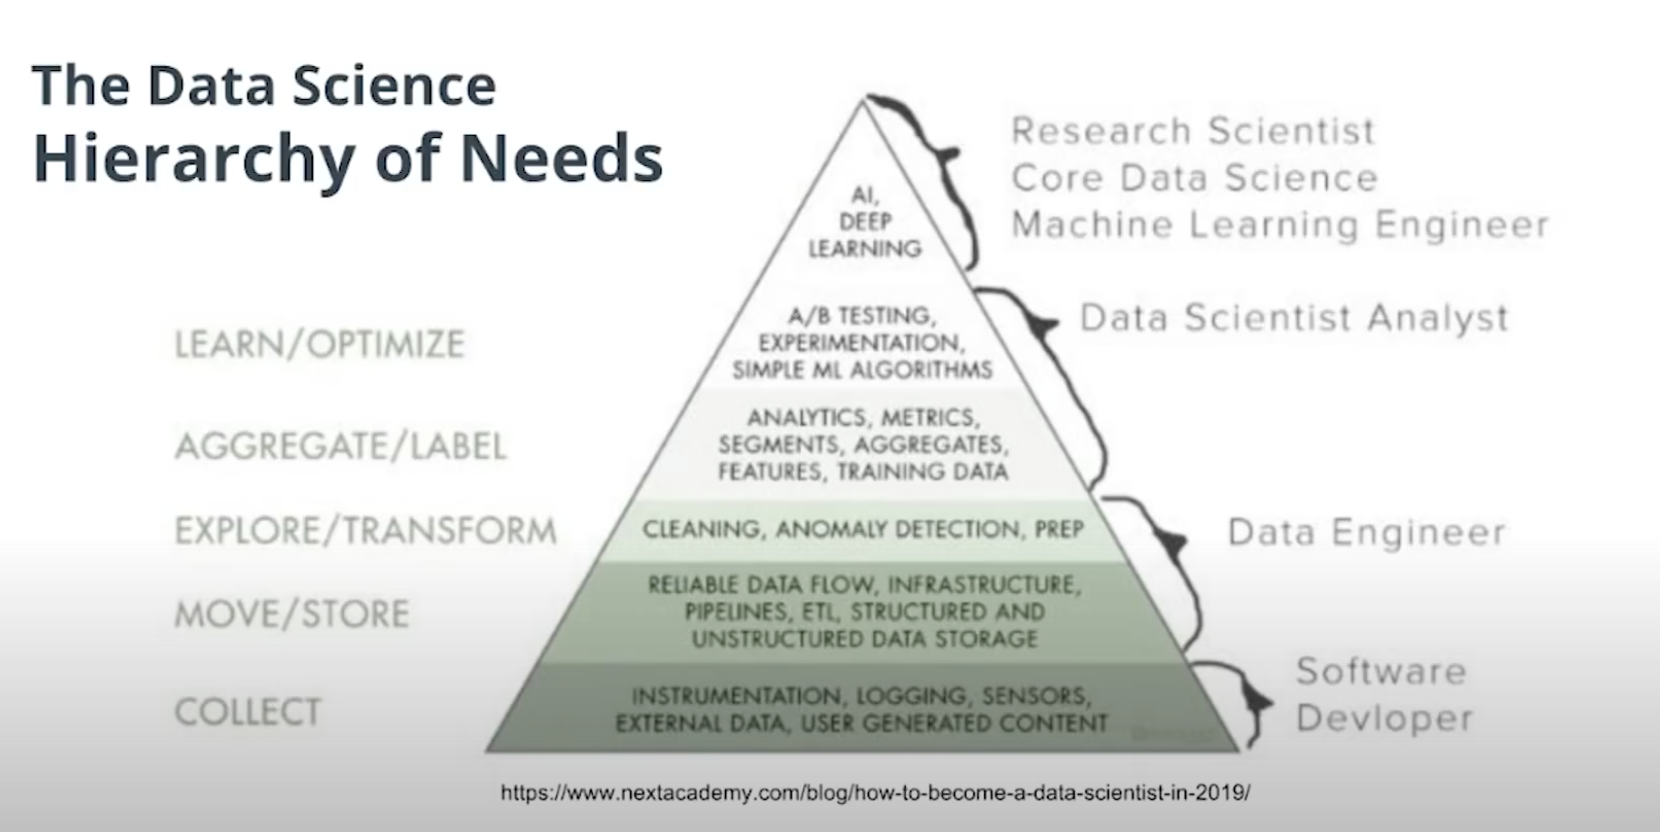 The Data Science
Hierarchy of Needs
Research Scientist
Core Data Science
Machine Learning Engineer
AI,
DEEP
LEARNING
Data Scientist Analyst
LEARN/OPTIMIZE
A/B TESTING,
EXPERIMENTATION,
SIMPLE ML ALGORITHMS
AGGREGATE/LABEL
ANALYTICS, METRICS,
SEGMENTS, AGGREGATES,
FEATURES, TRAINING DATA
EXPLORE/TRANSFORM
CLEANING, ANOMALY DETECTION, PREP
Data Engineer
MOVE/STORE
RELIABLE DATA FLOW, INFRASTRUCTURE,
PIPELINES, ETL, STRUCTURED AND
UNSTRUCTURED DATA STORAGE
COLLECT
INSTRUMENTATION, LOGGING, SENSORS,
EXTERNAL DATA, USER GENERATED CONTENT
Software
Devloper
https://www.nextacademy.com/blog/how-to-become-a-data-scientist-in-2019/